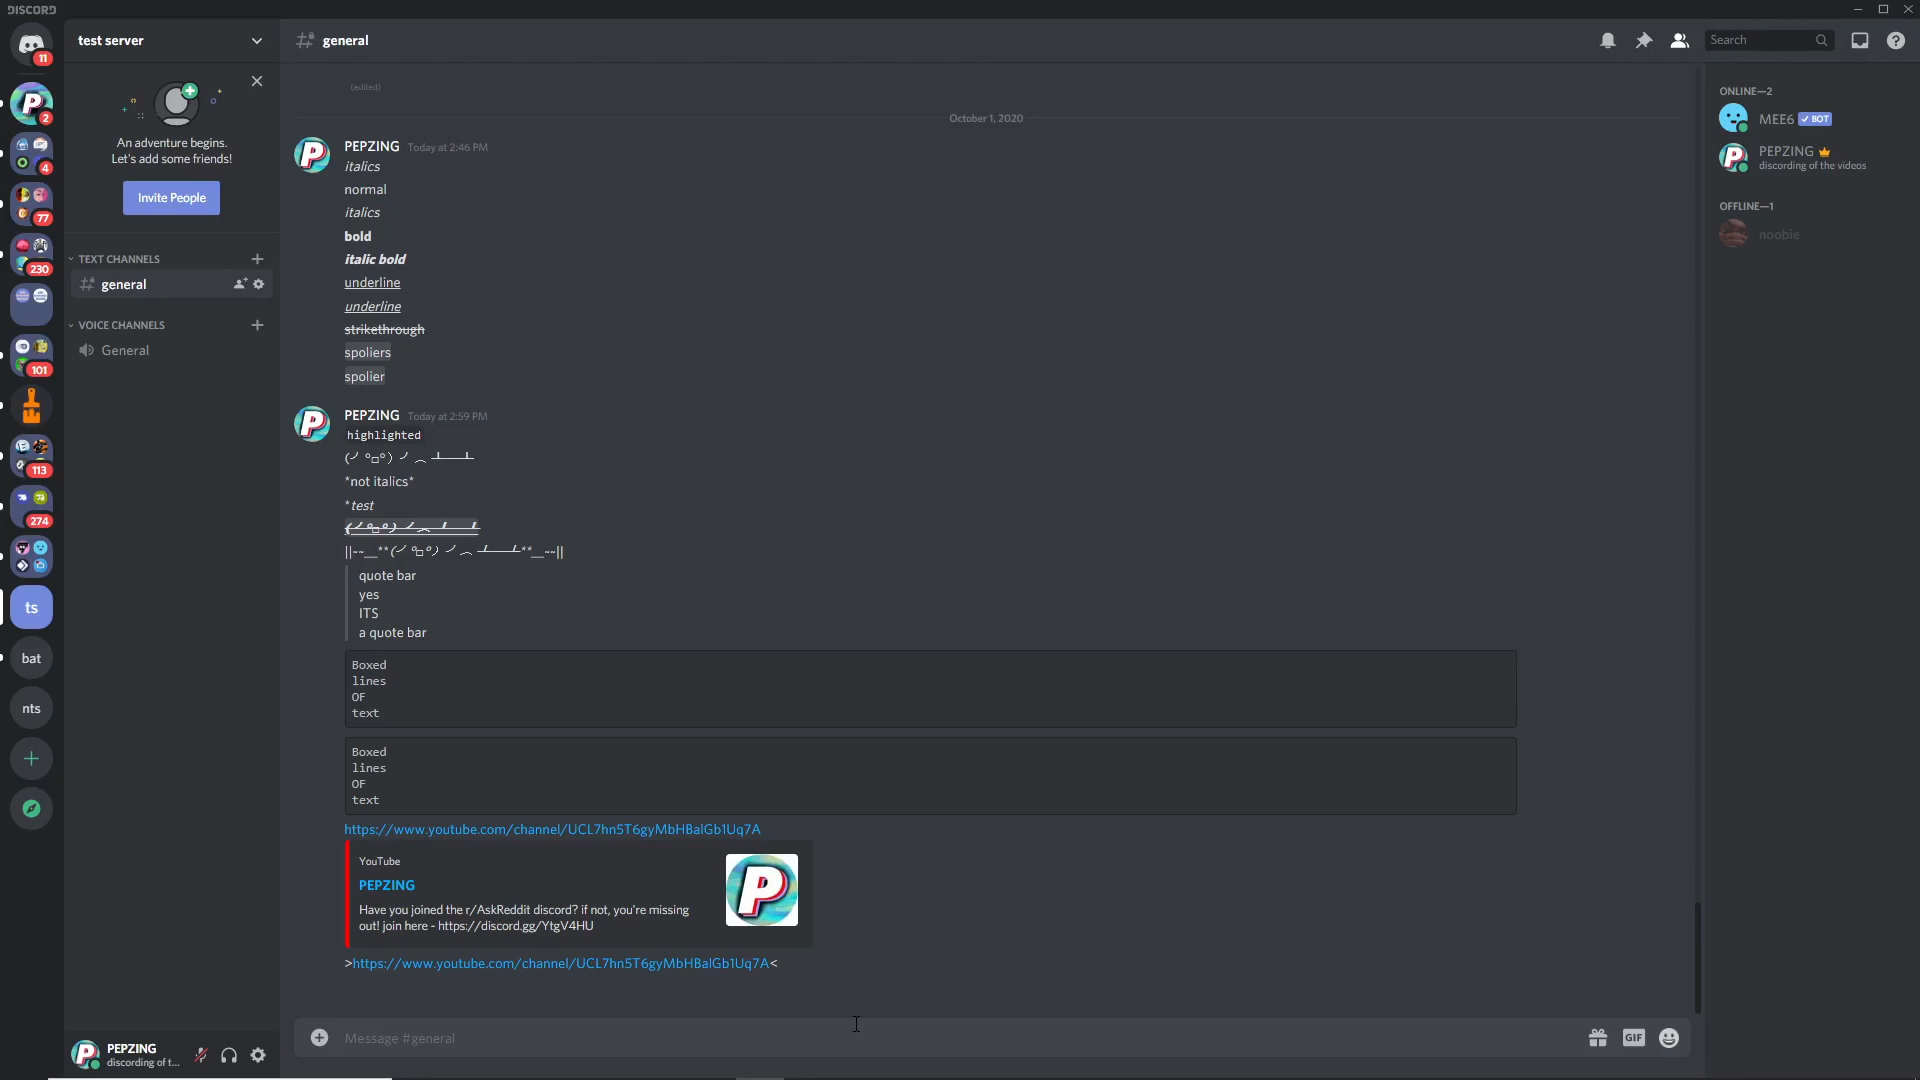 DISCORD
11
2
4
77
230
101
113
274
ts
bat
nts
test server
An adventure begins.
Let's add some friends!
Invite People
TEXT CHANNELS
general
VOICE CHANNELS
General
PEPZING
discording of t...
general
Search
(edited)
October 1, 2020
PEPZING Today at 2:46 PM
italics
normal
italics
bold
italic bold
underline
underline
strikethrough
spoliers
spolier
PEPZING Today at 2:59 PM
highlighted
(╯°□°)╯︵ ┻━┻
*not italics*
*test
(╯°□°)╯︵ ┻━┻
||~~__**(╯°□°)╯︵ ┻━┻**__~~||
quote bar
yes
ITS
a quote bar
Boxed
lines
OF
text
Boxed
lines
OF
text
https://www.youtube.com/channel/UCL7hn5T6gyMbHBalGb1Uq7A
YouTube
PEPZING
Have you joined the r/AskReddit discord? if not, you're missing
out! join here - https://discord.gg/YtgV4HU
>https://www.youtube.com/channel/UCL7hn5T6gyMbHBalGb1Uq7A<
Message #general
GIF
ONLINE—2
MEE6 ✓ BOT
PEPZING
discording of the videos
OFFLINE—1
noobie